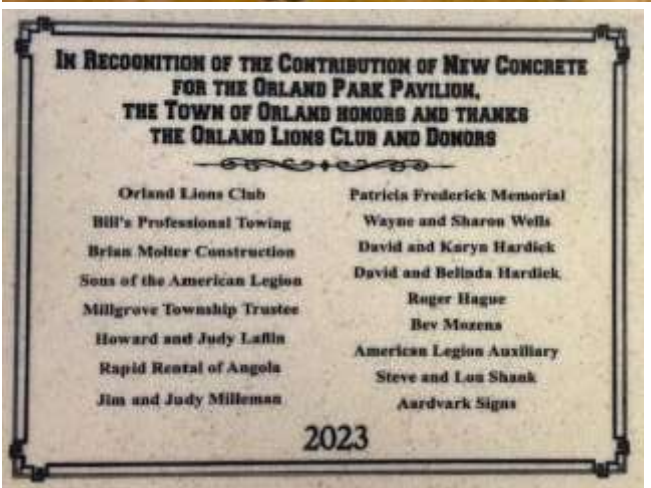 IN RECOGNITION OF THE CONTRIBUTION OF NEW CONCRETE
FOR THE ORLAND PARK PAVILION,
THE TOWN OF ORLAND HONORS AND THANKS
THE ORLAND LIONS CLUB AND DONORS
Orland Lions Club
Bill's Professional Towing
Brian Molter Construction
Sons of the American Legion
Millgrove Township Trustee
Howard and Judy Laflin
Rapid Rental of Angola
Jim and Judy Milleman
Patricia Frederick Memorial
Wayne and Sharon Wells
David and Karyn Hardiek
David and Belinda Hardiek
Roger Hague
Bev Mozena
American Legion Auxiliary
Steve and Lou Shank
Aardvark Signs
2023